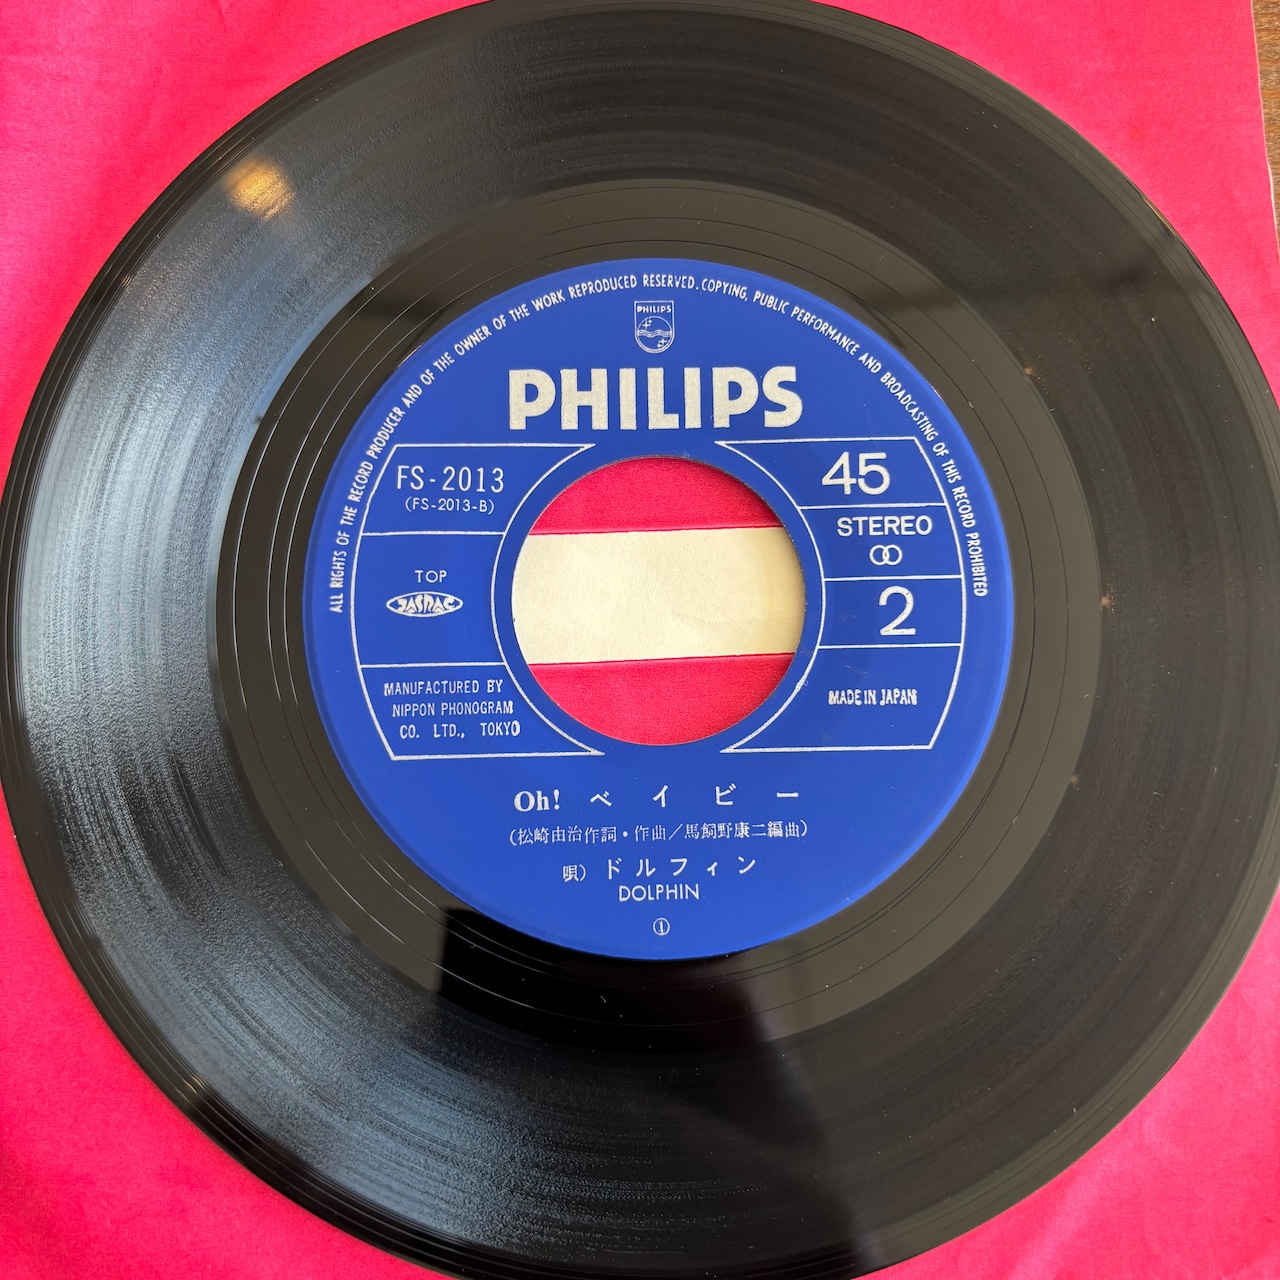 ALL RIGHTS OF THE RECORD PRODUCER AND OF THE OWNER OF THE WORK REPRODUCED RESERVED. COPYING, PUBLIC PERFORMANCE AND BROADCASTING OF THIS RECORD PROHIBITED
PHILIPS
PHILIPS
FS-2013
(FS-2013-B)
TOP
JASRAC
MANUFACTURED BY
NIPPON PHONOGRAM
CO. LTD., TOKYO
45
STEREO
2
MADE IN JAPAN
Oh! ベイビー
(松崎由治作詞・作曲/馬飼野康二編曲)
唄) ドルフィン
DOLPHIN
①